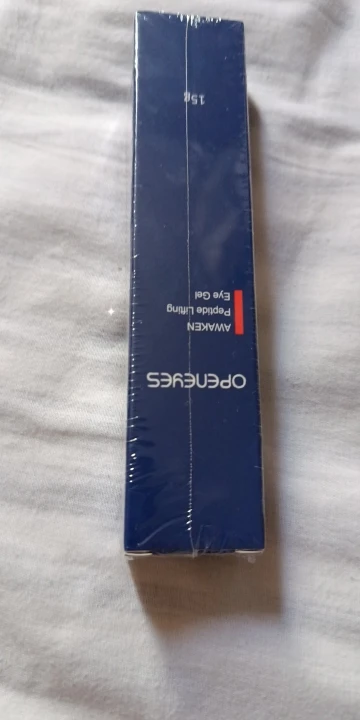 OPENEYES
AWAKEN
Peptide Lifting
Eye Gel
15g